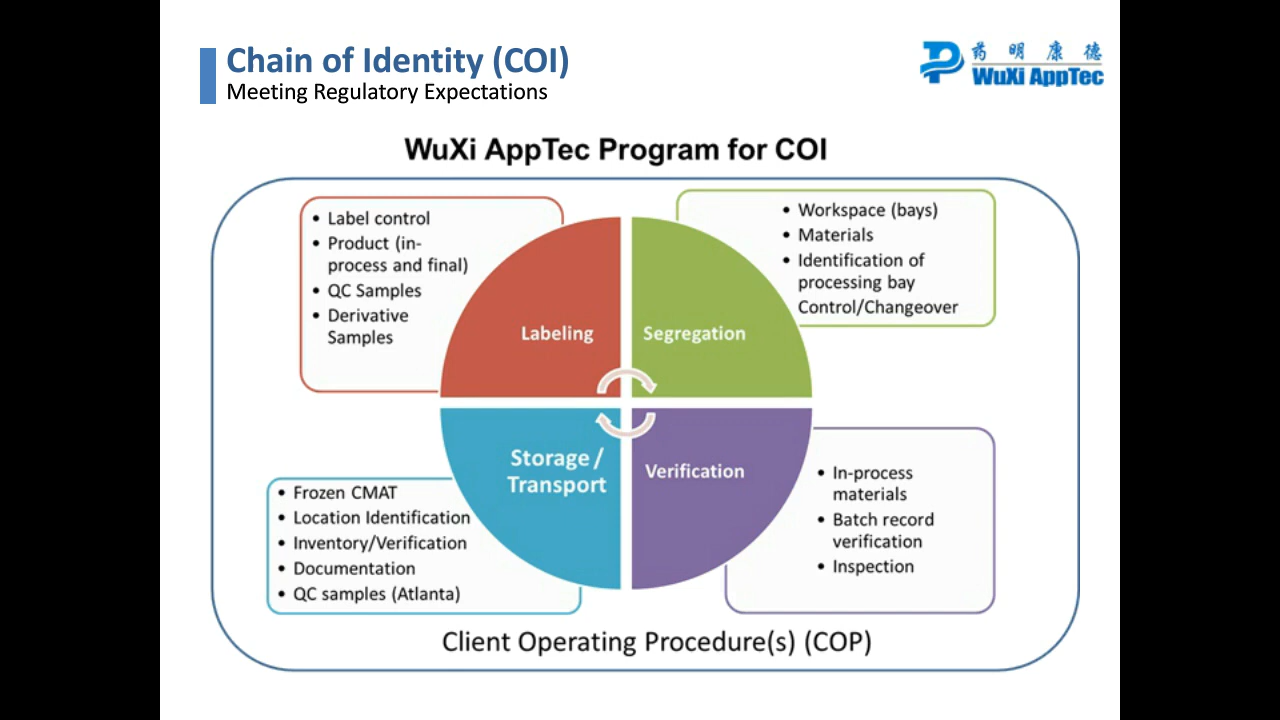 Chain of Identity (COI)
Meeting Regulatory Expectations
药明康德
WuXi AppTec
WuXi AppTec Program for COI
• Label control
• Product (in-
process and final)
• QC Samples
• Derivative
Samples
Labeling
• Workspace (bays)
• Materials
• Identification of
processing bay
Control/Changeover
Segregation
Storage /
Transport
• Frozen CMAT
• Location Identification
• Inventory/Verification
• Documentation
• QC samples (Atlanta)
Verification
• In-process
materials
• Batch record
verification
• Inspection
Client Operating Procedure(s) (COP)